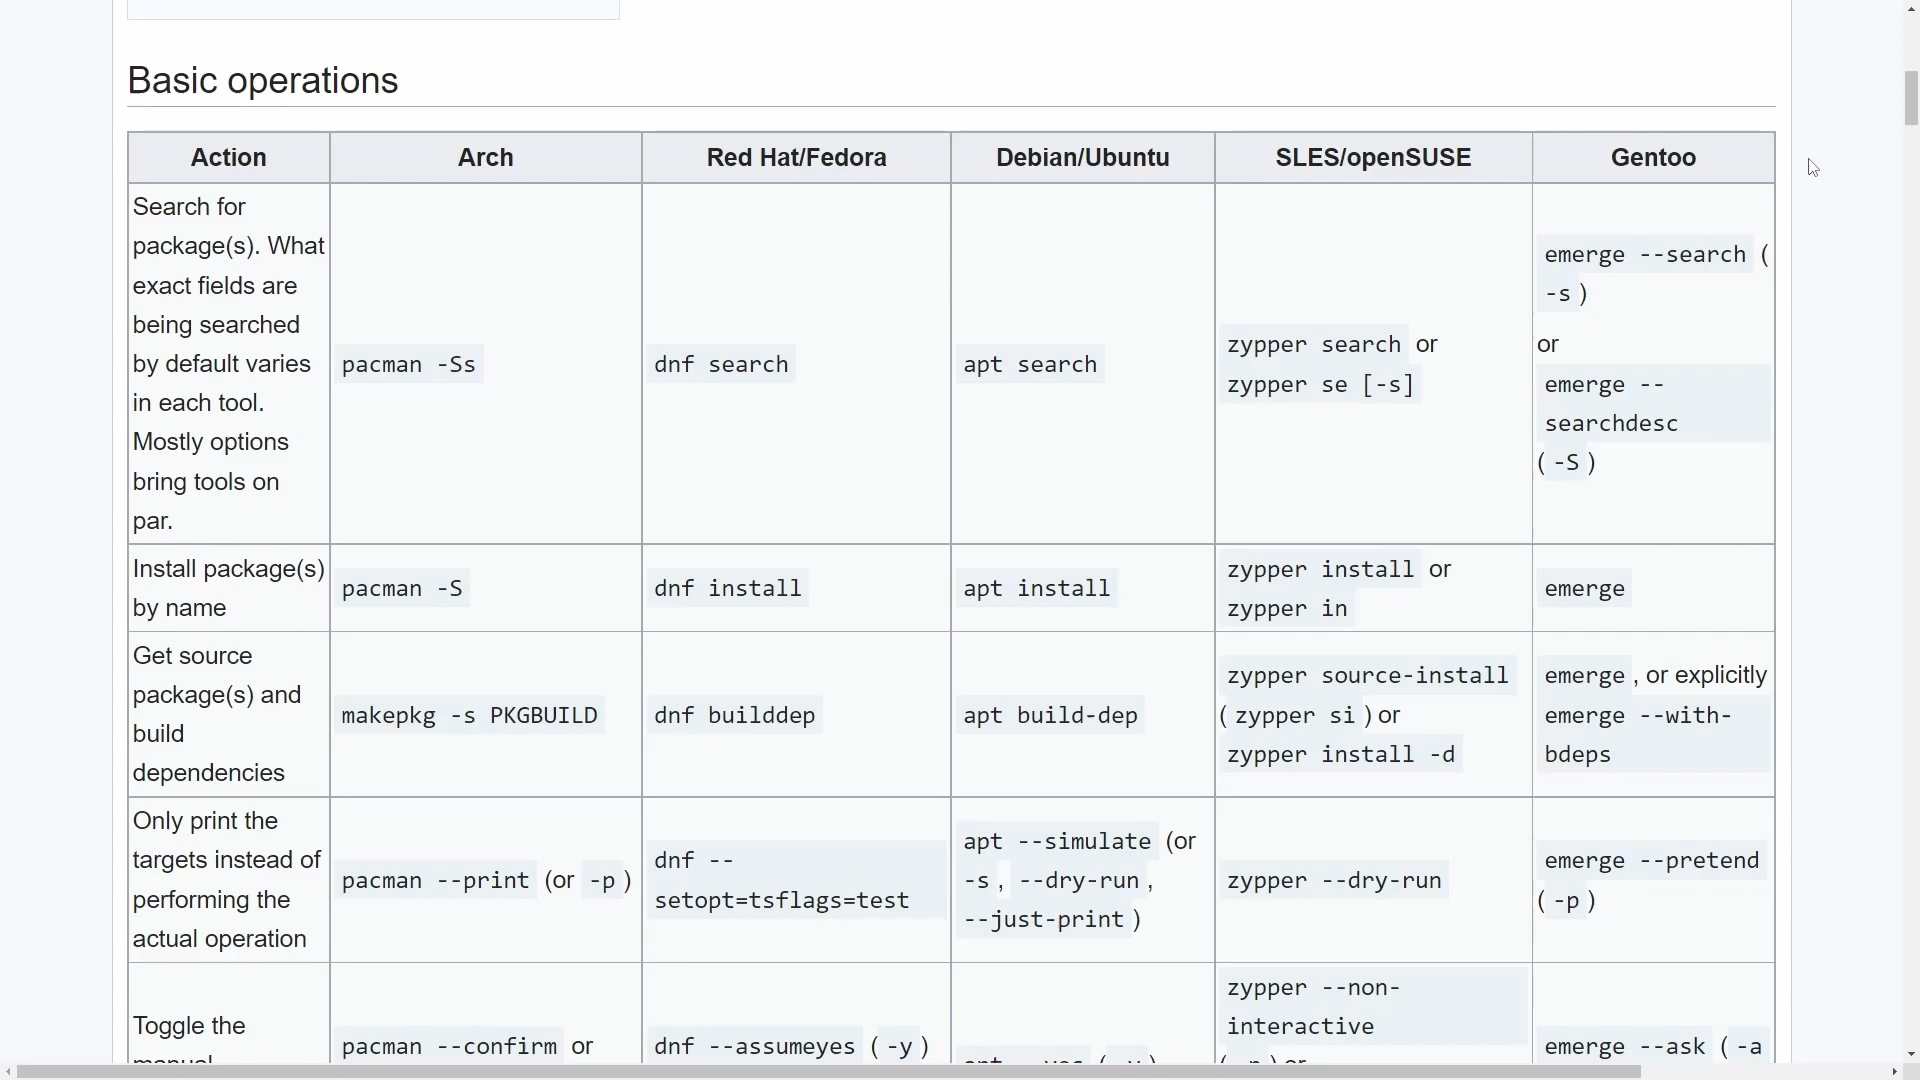 Basic operations
Action
Arch
Red Hat/Fedora
Debian/Ubuntu
SLES/openSUSE
Gentoo
Search for
package(s). What
exact fields are
being searched
by default varies
in each tool.
Mostly options
bring tools on
par.
pacman -Ss
dnf search
apt search
zypper search or
zypper se [-s]
emerge --search (
-s )
or
emerge --
searchdesc
( -S )
Install package(s)
by name
pacman -S
dnf install
apt install
zypper install or
zypper in
emerge
Get source
package(s) and
build
dependencies
makepkg -s PKGBUILD
dnf builddep
apt build-dep
zypper source-install
( zypper si ) or
zypper install -d
emerge , or explicitly
emerge --with-
bdeps
Only print the
targets instead of
performing the
actual operation
pacman --print (or -p )
dnf --
setopt=tsflags=test
apt --simulate (or
-s , --dry-run ,
--just-print )
zypper --dry-run
emerge --pretend
( -p )
Toggle the
manual
pacman --confirm or
dnf --assumeyes ( -y )
apt --yes ( -y )
zypper --non-
interactive
( -n ) or
emerge --ask ( -a